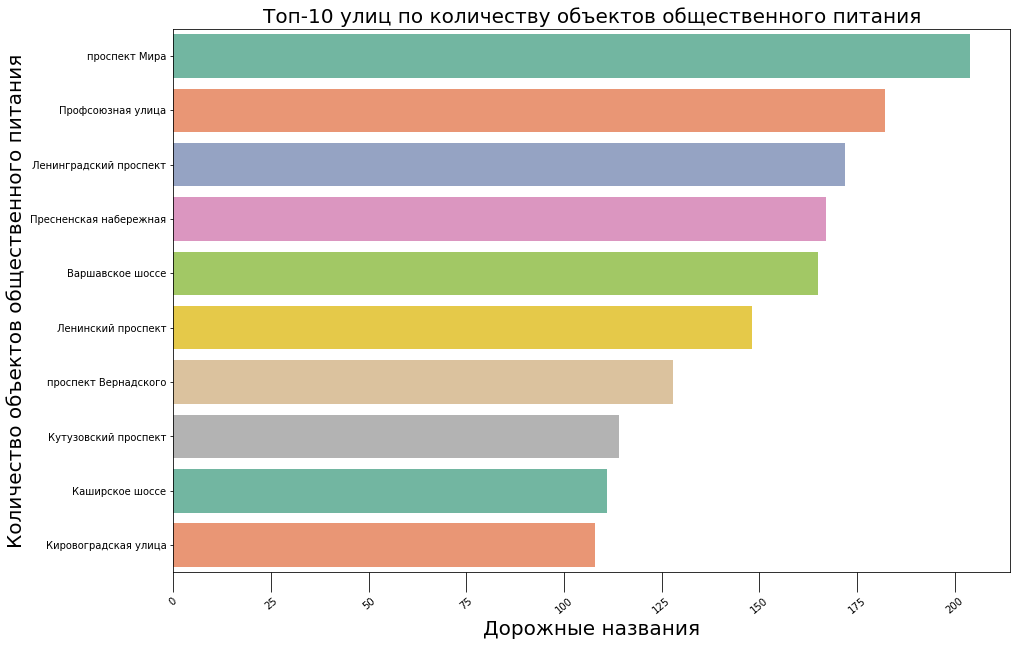 Топ-10 улиц по количеству объектов общественного питания
Количество объектов общественного питания
проспект Мира
Профсоюзная улица
Ленинградский проспект
Пресненская набережная
Варшавское шоссе
Ленинский проспект
проспект Вернадского
Кутузовский проспект
Каширское шоссе
Кировоградская улица
0 25 50 75 100 125 150 175 200
Дорожные названия